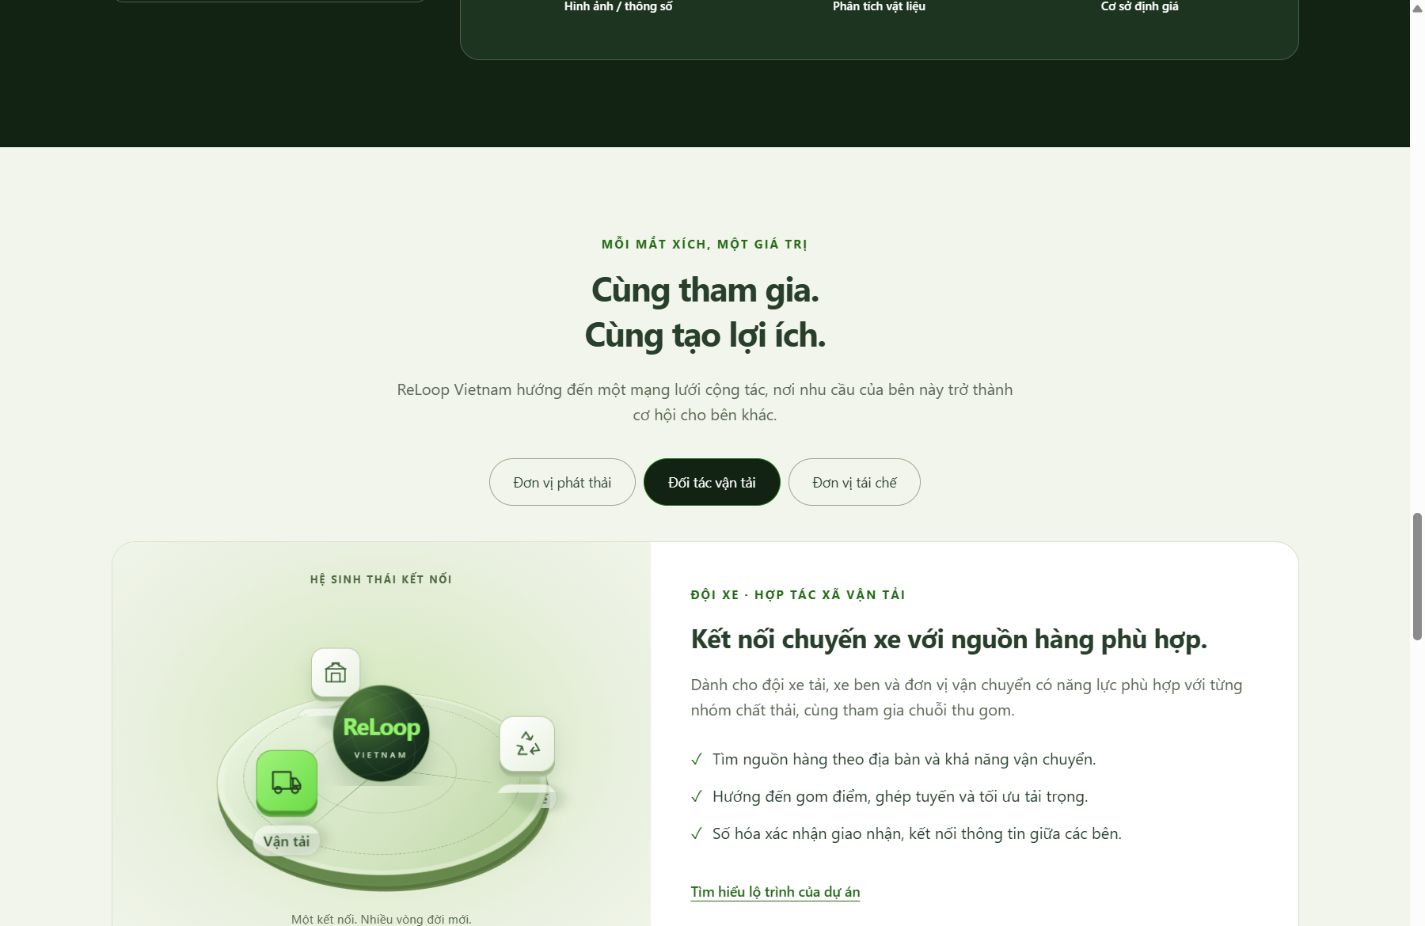 Hình ảnh / thông số
Phân tích vật liệu
Cơ sở định giá
MỖI MẮT XÍCH, MỘT GIÁ TRỊ
Cùng tham gia.
Cùng tạo lợi ích.
ReLoop Vietnam hướng đến một mạng lưới cộng tác, nơi nhu cầu của bên này trở thành
cơ hội cho bên khác.
Đơn vị phát thải
Đối tác vận tải
Đơn vị tái chế
HỆ SINH THÁI KẾT NỐI
ReLoop
VIETNAM
Vận tải
Một kết nối. Nhiều vòng đời mới.
ĐỘI XE · HỢP TÁC XÃ VẬN TẢI
Kết nối chuyến xe với nguồn hàng phù hợp.
Dành cho đội xe tải, xe ben và đơn vị vận chuyển có năng lực phù hợp với từng
nhóm chất thải, cùng tham gia chuỗi thu gom.
✓ Tìm nguồn hàng theo địa bàn và khả năng vận chuyển.
✓ Hướng đến gom điểm, ghép tuyến và tối ưu tải trọng.
✓ Số hóa xác nhận giao nhận, kết nối thông tin giữa các bên.
Tìm hiểu lộ trình của dự án